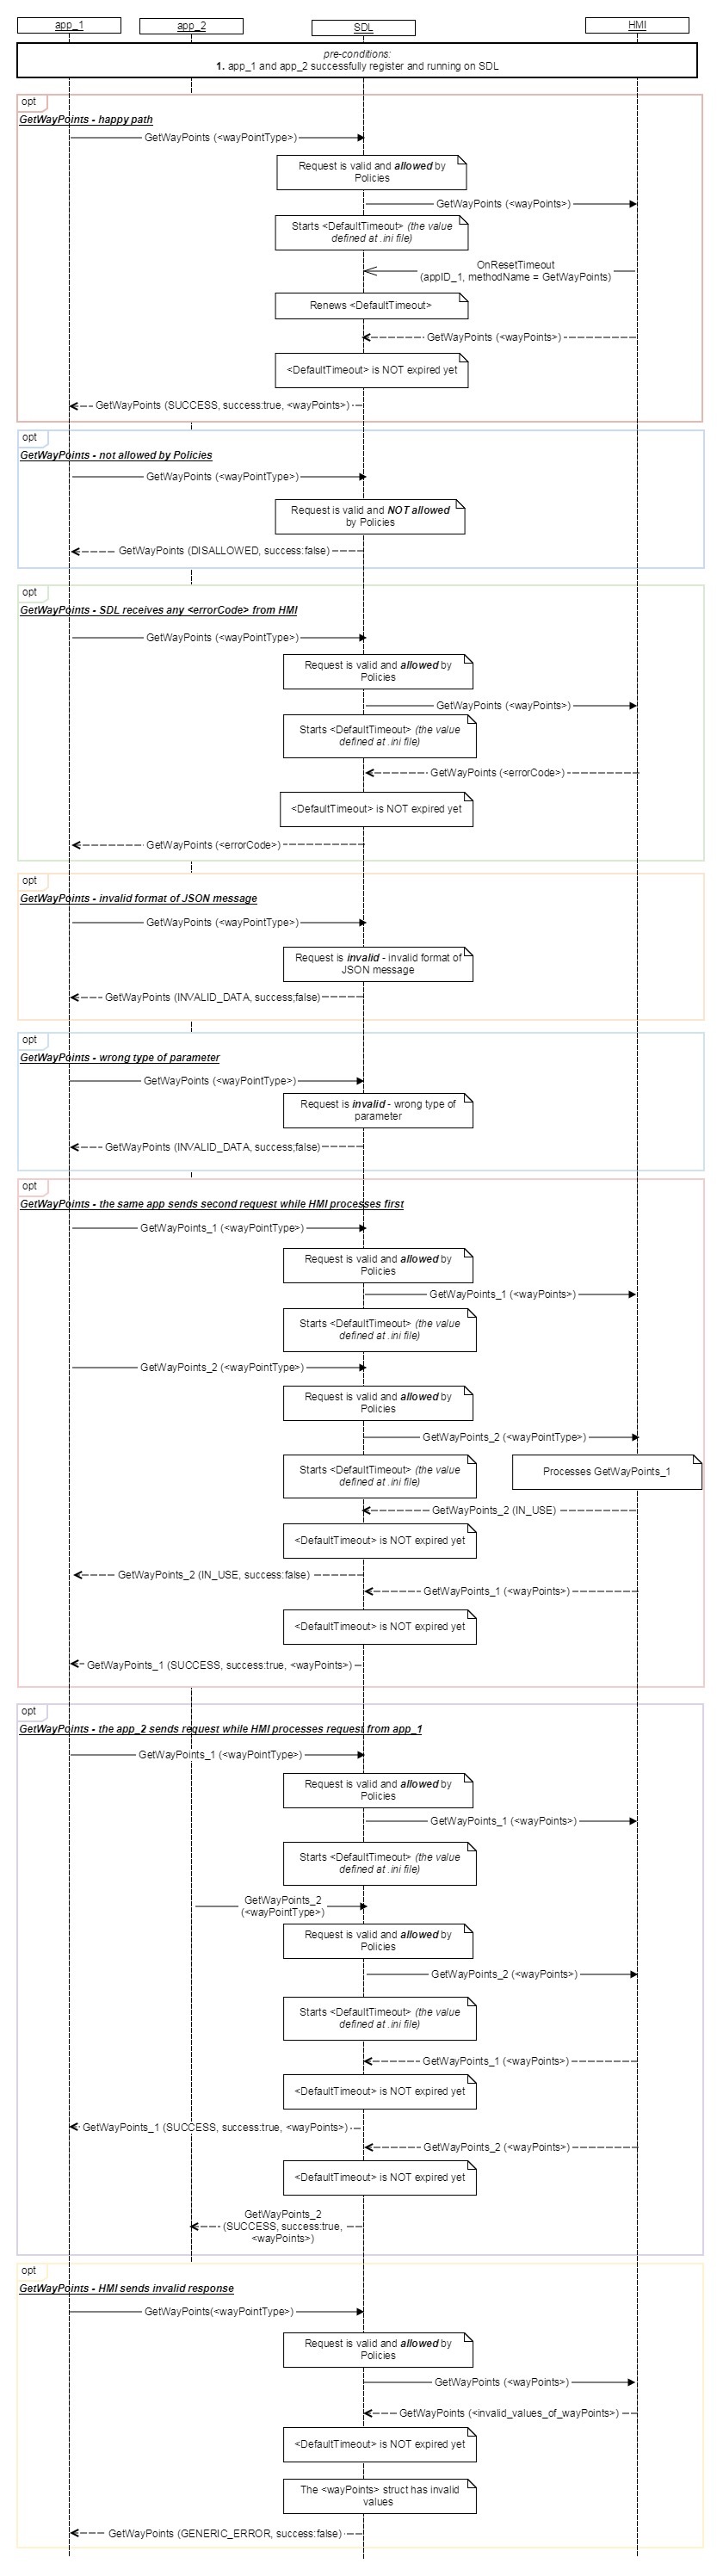 app_1
app_2
SDL
HMI
pre-conditions:
1. app_1 and app_2 successfully register and running on SDL
opt
GetWayPoints - happy path
GetWayPoints (<wayPointType>)
Request is valid and allowed by
Policies
GetWayPoints (<wayPoints>)
Starts <DefaultTimeout> (the value
defined at .ini file)
OnResetTimeout
(appID_1, methodName = GetWayPoints)
Renews <DefaultTimeout>
GetWayPoints (<wayPoints>)
<DefaultTimeout> is NOT expired yet
GetWayPoints (SUCCESS, success:true, <wayPoints>)
opt
GetWayPoints - not allowed by Policies
GetWayPoints (<wayPointType>)
Request is valid and NOT allowed
by Policies
GetWayPoints (DISALLOWED, success:false)
opt
GetWayPoints - SDL receives any <errorCode> from HMI
GetWayPoints (<wayPointType>)
Request is valid and allowed by
Policies
GetWayPoints (<wayPoints>)
Starts <DefaultTimeout> (the value
defined at .ini file)
GetWayPoints (<errorCode>)
<DefaultTimeout> is NOT expired yet
GetWayPoints (<errorCode>)
opt
GetWayPoints - invalid format of JSON message
GetWayPoints (<wayPointType>)
Request is invalid - invalid format of
JSON message
GetWayPoints (INVALID_DATA, success;false)
opt
GetWayPoints - wrong type of parameter
GetWayPoints (<wayPointType>)
Request is invalid - wrong type of
parameter
GetWayPoints (INVALID_DATA, success;false)
opt
GetWayPoints - the same app sends second request while HMI processes first
GetWayPoints_1 (<wayPointType>)
Request is valid and allowed by
Policies
GetWayPoints_1 (<wayPoints>)
Starts <DefaultTimeout> (the value
defined at .ini file)
GetWayPoints_2 (<wayPointType>)
Request is valid and allowed by
Policies
GetWayPoints_2 (<wayPointType>)
Starts <DefaultTimeout> (the value
defined at .ini file)
Processes GetWayPoints_1
GetWayPoints_2 (IN_USE)
<DefaultTimeout> is NOT expired yet
GetWayPoints_2 (IN_USE, success:false)
GetWayPoints_1 (<wayPoints>)
<DefaultTimeout> is NOT expired yet
GetWayPoints_1 (SUCCESS, success:true, <wayPoints>)
opt
GetWayPoints - the app_2 sends request while HMI processes request from app_1
GetWayPoints_1 (<wayPointType>)
Request is valid and allowed by
Policies
GetWayPoints_1 (<wayPoints>)
Starts <DefaultTimeout> (the value
defined at .ini file)
GetWayPoints_2
(<wayPointType>)
Request is valid and allowed by
Policies
GetWayPoints_2 (<wayPoints>)
Starts <DefaultTimeout> (the value
defined at .ini file)
GetWayPoints_1 (<wayPoints>)
<DefaultTimeout> is NOT expired yet
GetWayPoints_1 (SUCCESS, success:true, <wayPoints>)
GetWayPoints_2 (<wayPoints>)
<DefaultTimeout> is NOT expired yet
GetWayPoints_2
(SUCCESS, success:true,
<wayPoints>)
opt
GetWayPoints - HMI sends invalid response
GetWayPoints(<wayPointType>)
Request is valid and allowed by
Policies
GetWayPoints (<wayPoints>)
GetWayPoints (<invalid_values_of_wayPoints>)
<DefaultTimeout> is NOT expired yet
The <wayPoints> struct has invalid
values
GetWayPoints (GENERIC_ERROR, success:false)